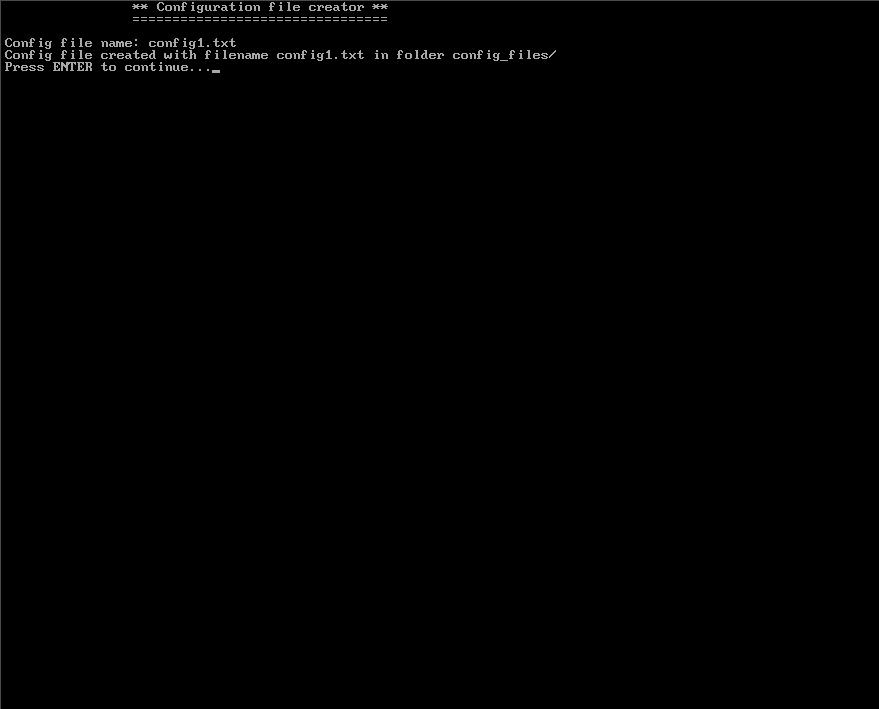 ** Configuration file creator **
================================
Config file name: config1.txt
Config file created with filename config1.txt in folder config_files/
Press ENTER to continue..._